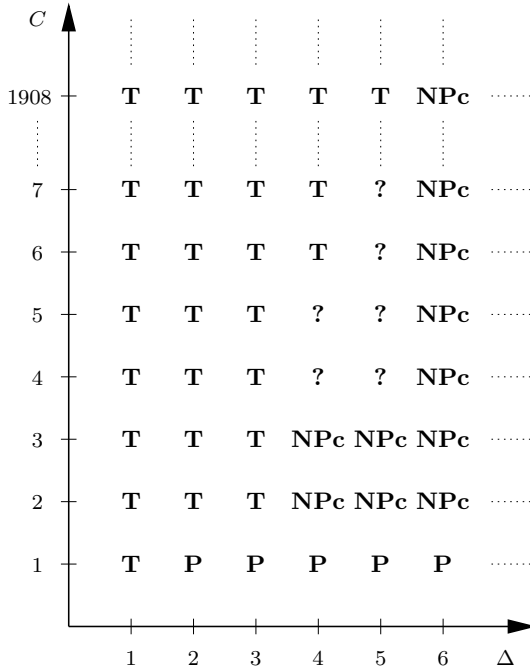 C
1908 T T T T T NPc
7 T T T T ? NPc
6 T T T T ? NPc
5 T T T ? ? NPc
4 T T T ? ? NPc
3 T T T NPc NPc NPc
2 T T T NPc NPc NPc
1 T P P P P P
1 2 3 4 5 6 Δ